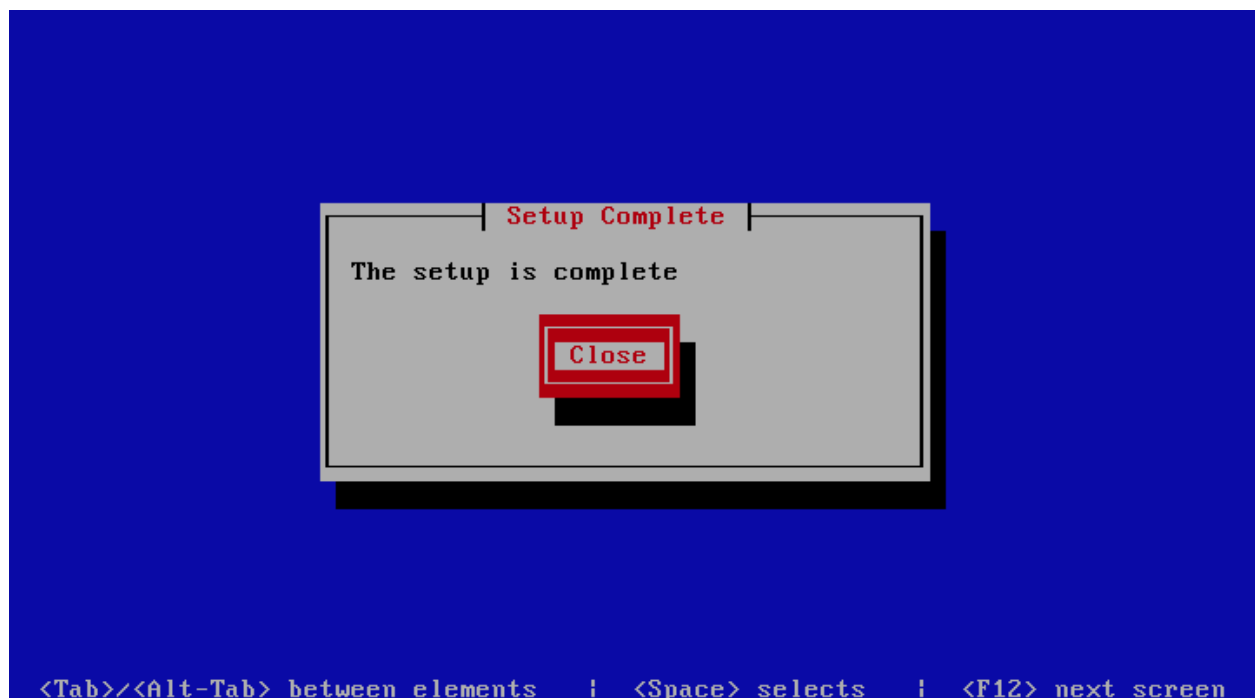 Setup Complete
The setup is complete
Close
<Tab>/<Alt-Tab> between elements | <Space> selects | <F12> next screen